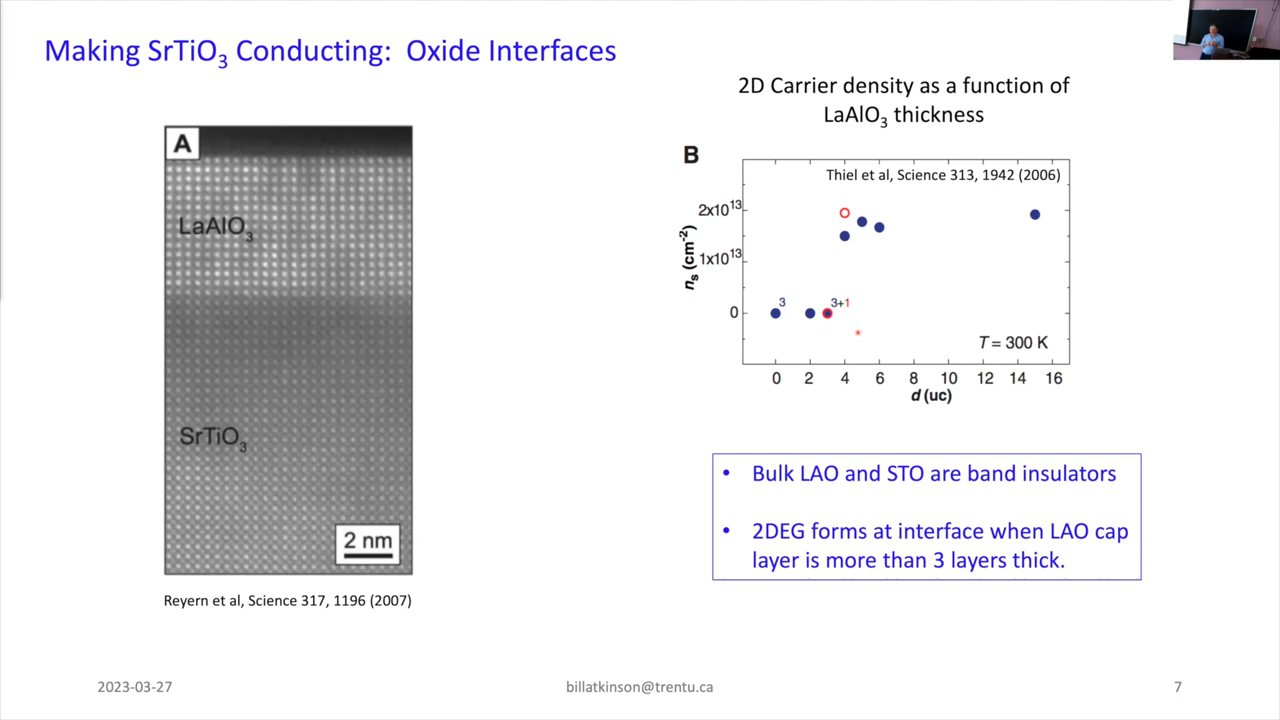 Making SrTiO₃ Conducting: Oxide Interfaces
A
LaAlO₃
SrTiO₃
2 nm
Reyern et al, Science 317, 1196 (2007)
2D Carrier density as a function of
LaAlO₃ thickness
B
Thiel et al, Science 313, 1942 (2006)
2x10¹³
1x10¹³
0
nₛ (cm⁻²)
3
3+1
T = 300 K
0 2 4 6 8 10 12 14 16
d (uc)
• Bulk LAO and STO are band insulators
• 2DEG forms at interface when LAO cap
layer is more than 3 layers thick.
2023-03-27
billatkinson@trentu.ca
7